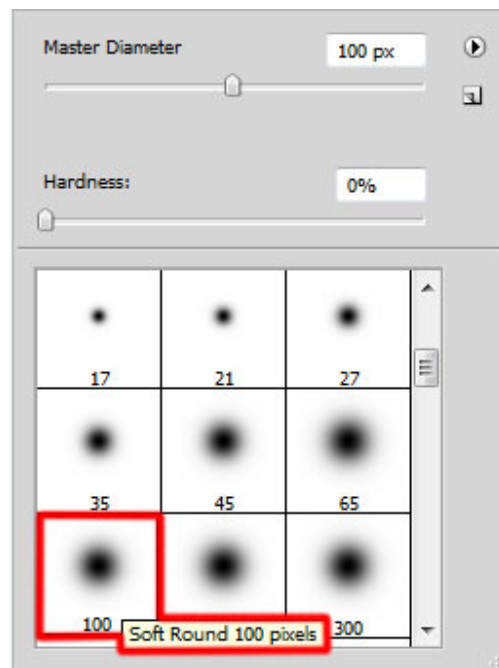 Master Diameter 100 px
Hardness: 0%
17 21 27
35 45 65
100 300
Soft Round 100 pixels